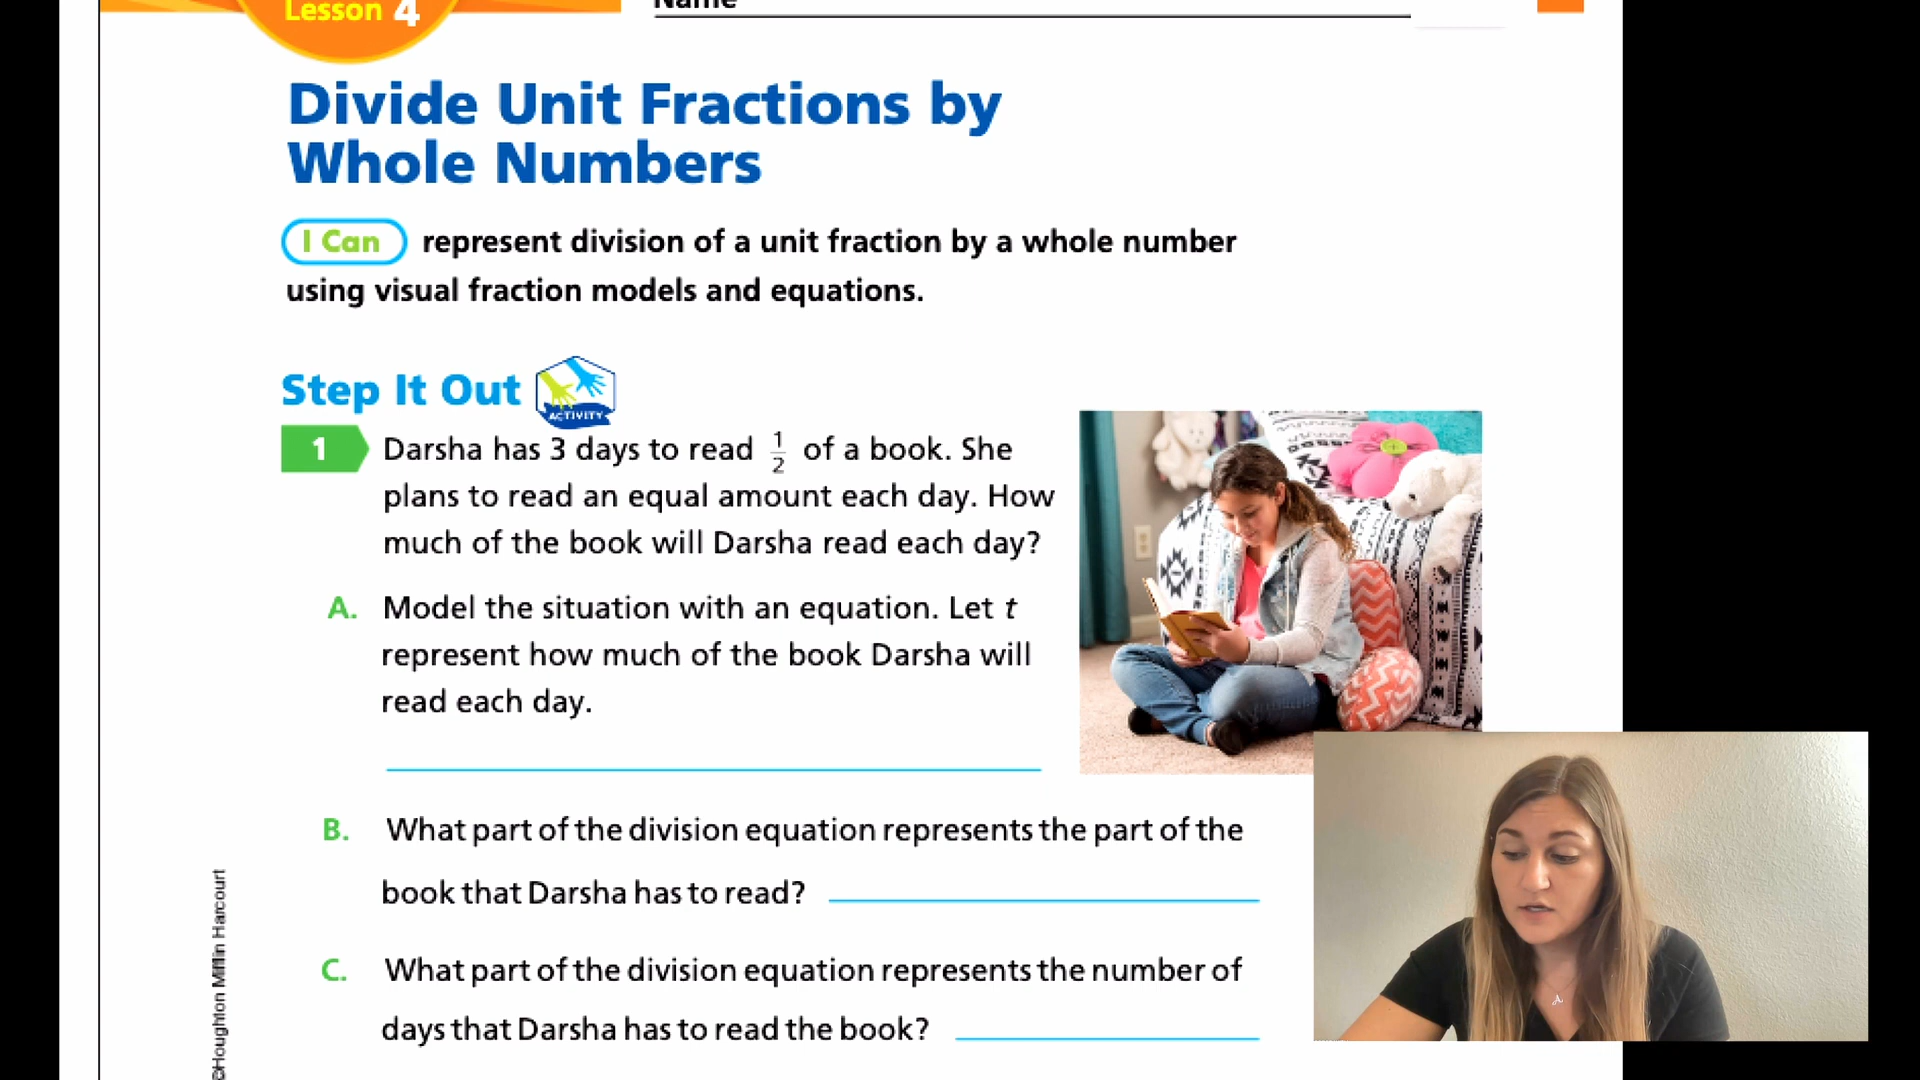 Lesson 4
Name
Divide Unit Fractions by
Whole Numbers
I Can represent division of a unit fraction by a whole number
using visual fraction models and equations.
Step It Out
ACTIVITY
1 Darsha has 3 days to read 1/2 of a book. She
plans to read an equal amount each day. How
much of the book will Darsha read each day?
A. Model the situation with an equation. Let t
represent how much of the book Darsha will
read each day.
B. What part of the division equation represents the part of the
book that Darsha has to read?
C. What part of the division equation represents the number of
days that Darsha has to read the book?
©Houghton Mifflin Harcourt